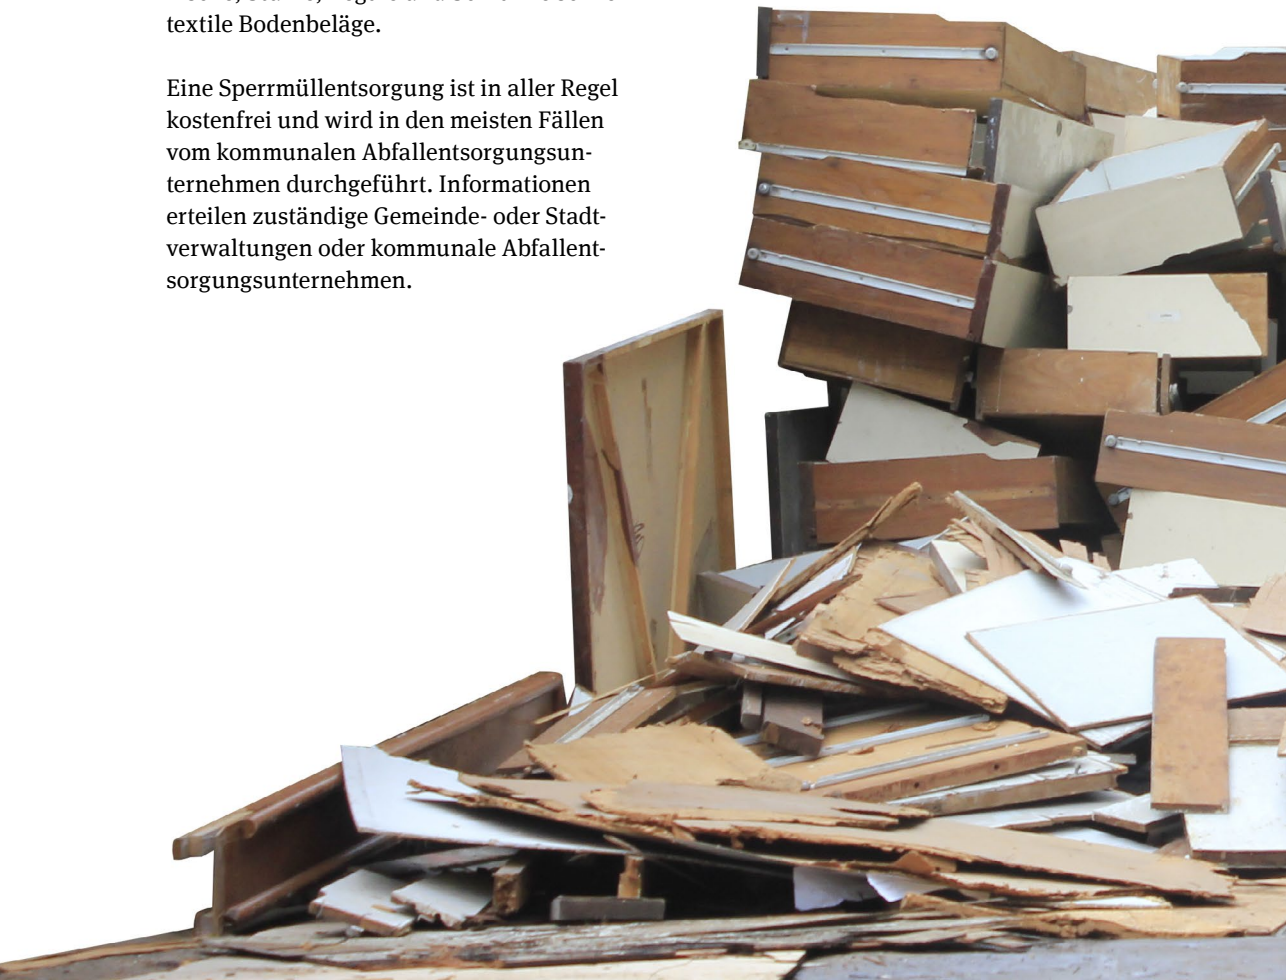 textile Bodenbeläge.
Eine Sperrmüllentsorgung ist in aller Regel
kostenfrei und wird in den meisten Fällen
vom kommunalen Abfallentsorgungsun-
ternehmen durchgeführt. Informationen
erteilen zuständige Gemeinde- oder Stadt-
verwaltungen oder kommunale Abfallent-
sorgungsunternehmen.